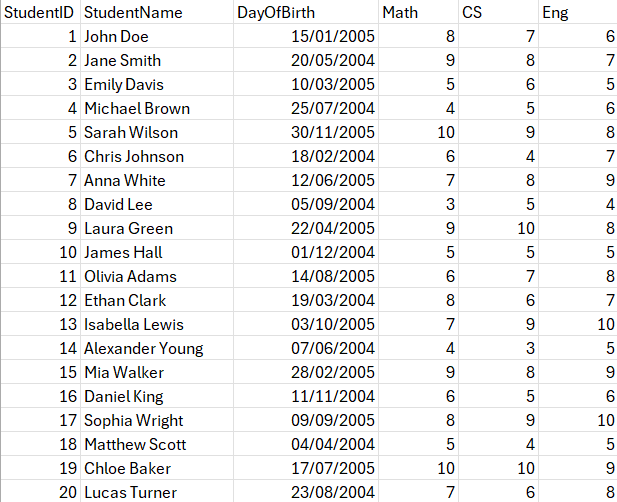 StudentID StudentName DayOfBirth Math CS Eng
1 John Doe 15/01/2005 8 7 6
2 Jane Smith 20/05/2004 9 8 7
3 Emily Davis 10/03/2005 5 6 5
4 Michael Brown 25/07/2004 4 5 6
5 Sarah Wilson 30/11/2005 10 9 8
6 Chris Johnson 18/02/2004 6 4 7
7 Anna White 12/06/2005 7 8 9
8 David Lee 05/09/2004 3 5 4
9 Laura Green 22/04/2005 9 10 8
10 James Hall 01/12/2004 5 5 5
11 Olivia Adams 14/08/2005 6 7 8
12 Ethan Clark 19/03/2004 8 6 7
13 Isabella Lewis 03/10/2005 7 9 10
14 Alexander Young 07/06/2004 4 3 5
15 Mia Walker 28/02/2005 9 8 9
16 Daniel King 11/11/2004 6 5 6
17 Sophia Wright 09/09/2005 8 9 10
18 Matthew Scott 04/04/2004 5 4 5
19 Chloe Baker 17/07/2005 10 10 9
20 Lucas Turner 23/08/2004 7 6 8